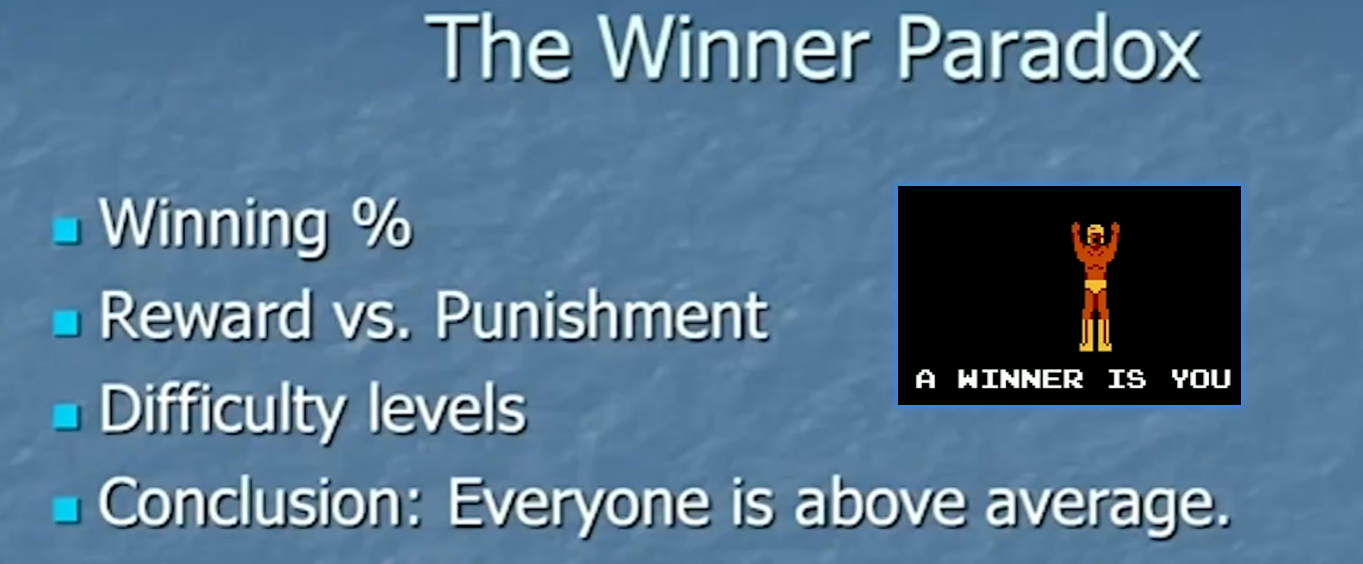 The Winner Paradox
Winning %
Reward vs. Punishment
Difficulty levels
Conclusion: Everyone is above average.
A WINNER IS YOU